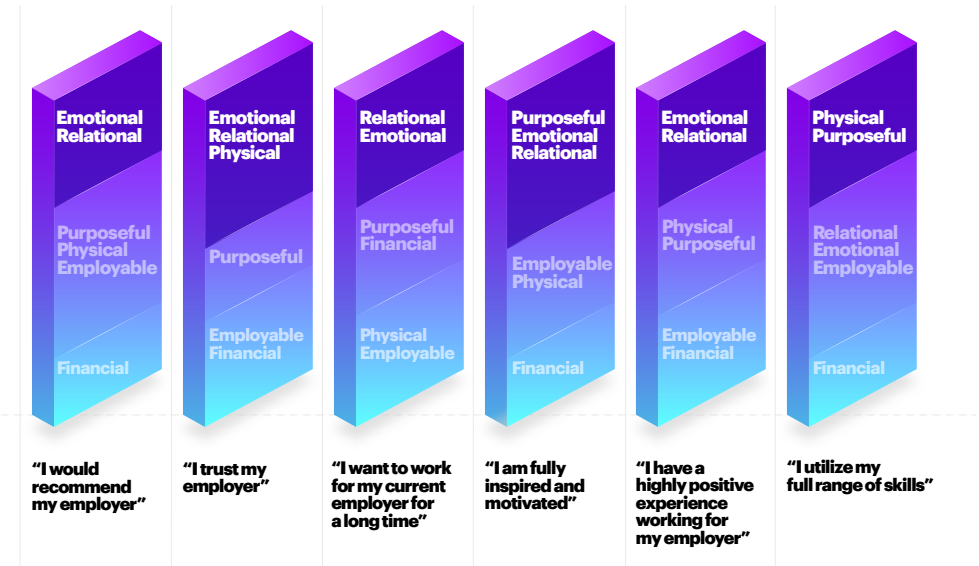 Emotional
Relational
Purposeful
Physical
Employable
Financial
“I would
recommend
my employer”
Emotional
Relational
Physical
Purposeful
Employable
Financial
“I trust my
employer”
Relational
Emotional
Purposeful
Financial
Physical
Employable
“I want to work
for my current
employer for
a long time”
Purposeful
Emotional
Relational
Employable
Physical
Financial
“I am fully
inspired and
motivated”
Emotional
Relational
Physical
Purposeful
Employable
Financial
“I have a
highly positive
experience
working for
my employer”
Physical
Purposeful
Relational
Emotional
Employable
Financial
“I utilize my
full range of skills”